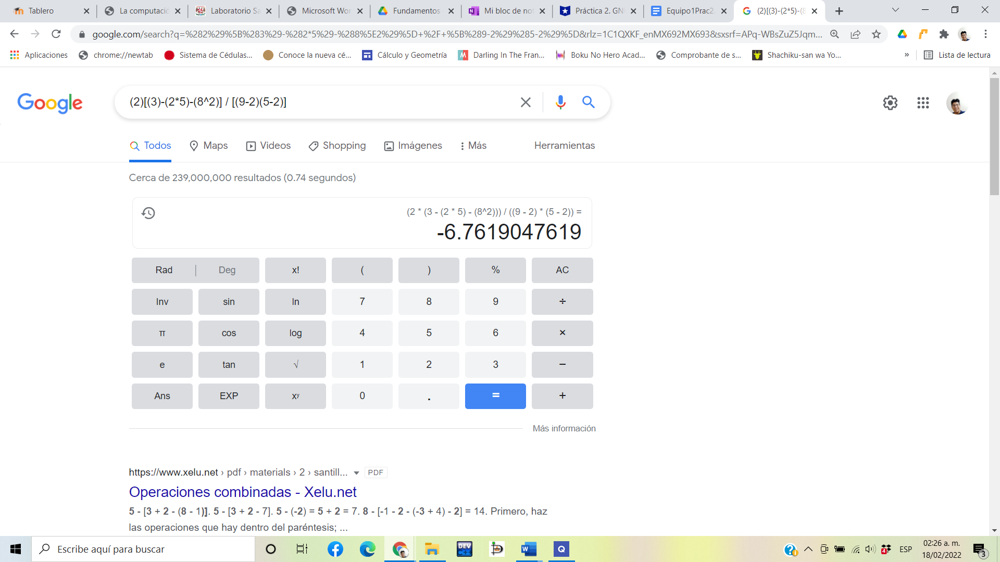 Tablero
La computació
Laboratorio Sa
Microsoft Wor
Fundamentos
Mi bloc de not
Práctica 2. GN
Equipo1Prac2
(2)[(3)-(2*5)-(8
google.com/search?q=%282%29%5B%283%29-%282*5%29-%288%5E2%29%5D+%2F+%5B%289-2%29%285-2%29%5D&rlz=1C1QXKF_enMX692MX693&sxsrf=APq-WBsZuZ5Jqm...
Aplicaciones
chrome://newtab
Sistema de Cédulas...
Conoce la nueva cé...
Cálculo y Geometría
Darling In The Fran...
Boku No Hero Acad...
Comprobante de s...
Shachiku-san wa Yo...
»
Lista de lectura
Google
(2)[(3)-(2*5)-(8^2)] / [(9-2)(5-2)]
Todos
Maps
Videos
Shopping
Imágenes
Más
Herramientas
Cerca de 239,000,000 resultados (0.74 segundos)
(2 * (3 - (2 * 5) - (8^2))) / ((9 - 2) * (5 - 2)) =
-6.7619047619
Rad | Deg x! ( ) % AC
Inv sin ln 7 8 9 ÷
π cos log 4 5 6 ×
e tan √ 1 2 3 −
Ans EXP xʸ 0 . = +
Más información
https://www.xelu.net › pdf › materials › 2 › santill... PDF
Operaciones combinadas - Xelu.net
5 - [3 + 2 - (8 - 1)]. 5 - [3 + 2 - 7]. 5 - (-2) = 5 + 2 = 7. 8 - [-1 - 2 - (-3 + 4) - 2] = 14. Primero, haz
las operaciones que hay dentro del paréntesis; ...
Escribe aquí para buscar
DEV
W
Q
4
ESP
02:26 a. m.
18/02/2022
3